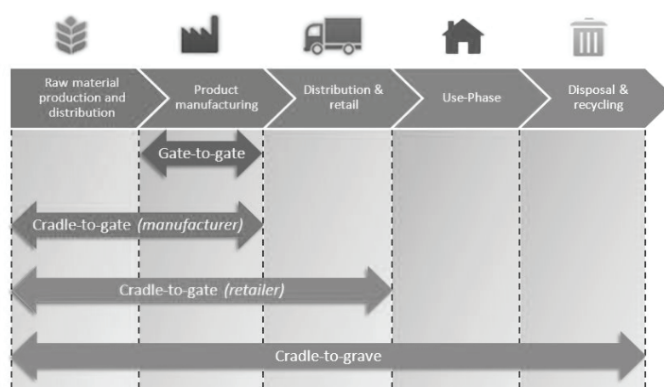 Raw material
production and
distribution
Product
manufacturing
Distribution &
retail
Use-Phase
Disposal &
recycling
Gate-to-gate
Cradle-to-gate (manufacturer)
Cradle-to-gate (retailer)
Cradle-to-grave